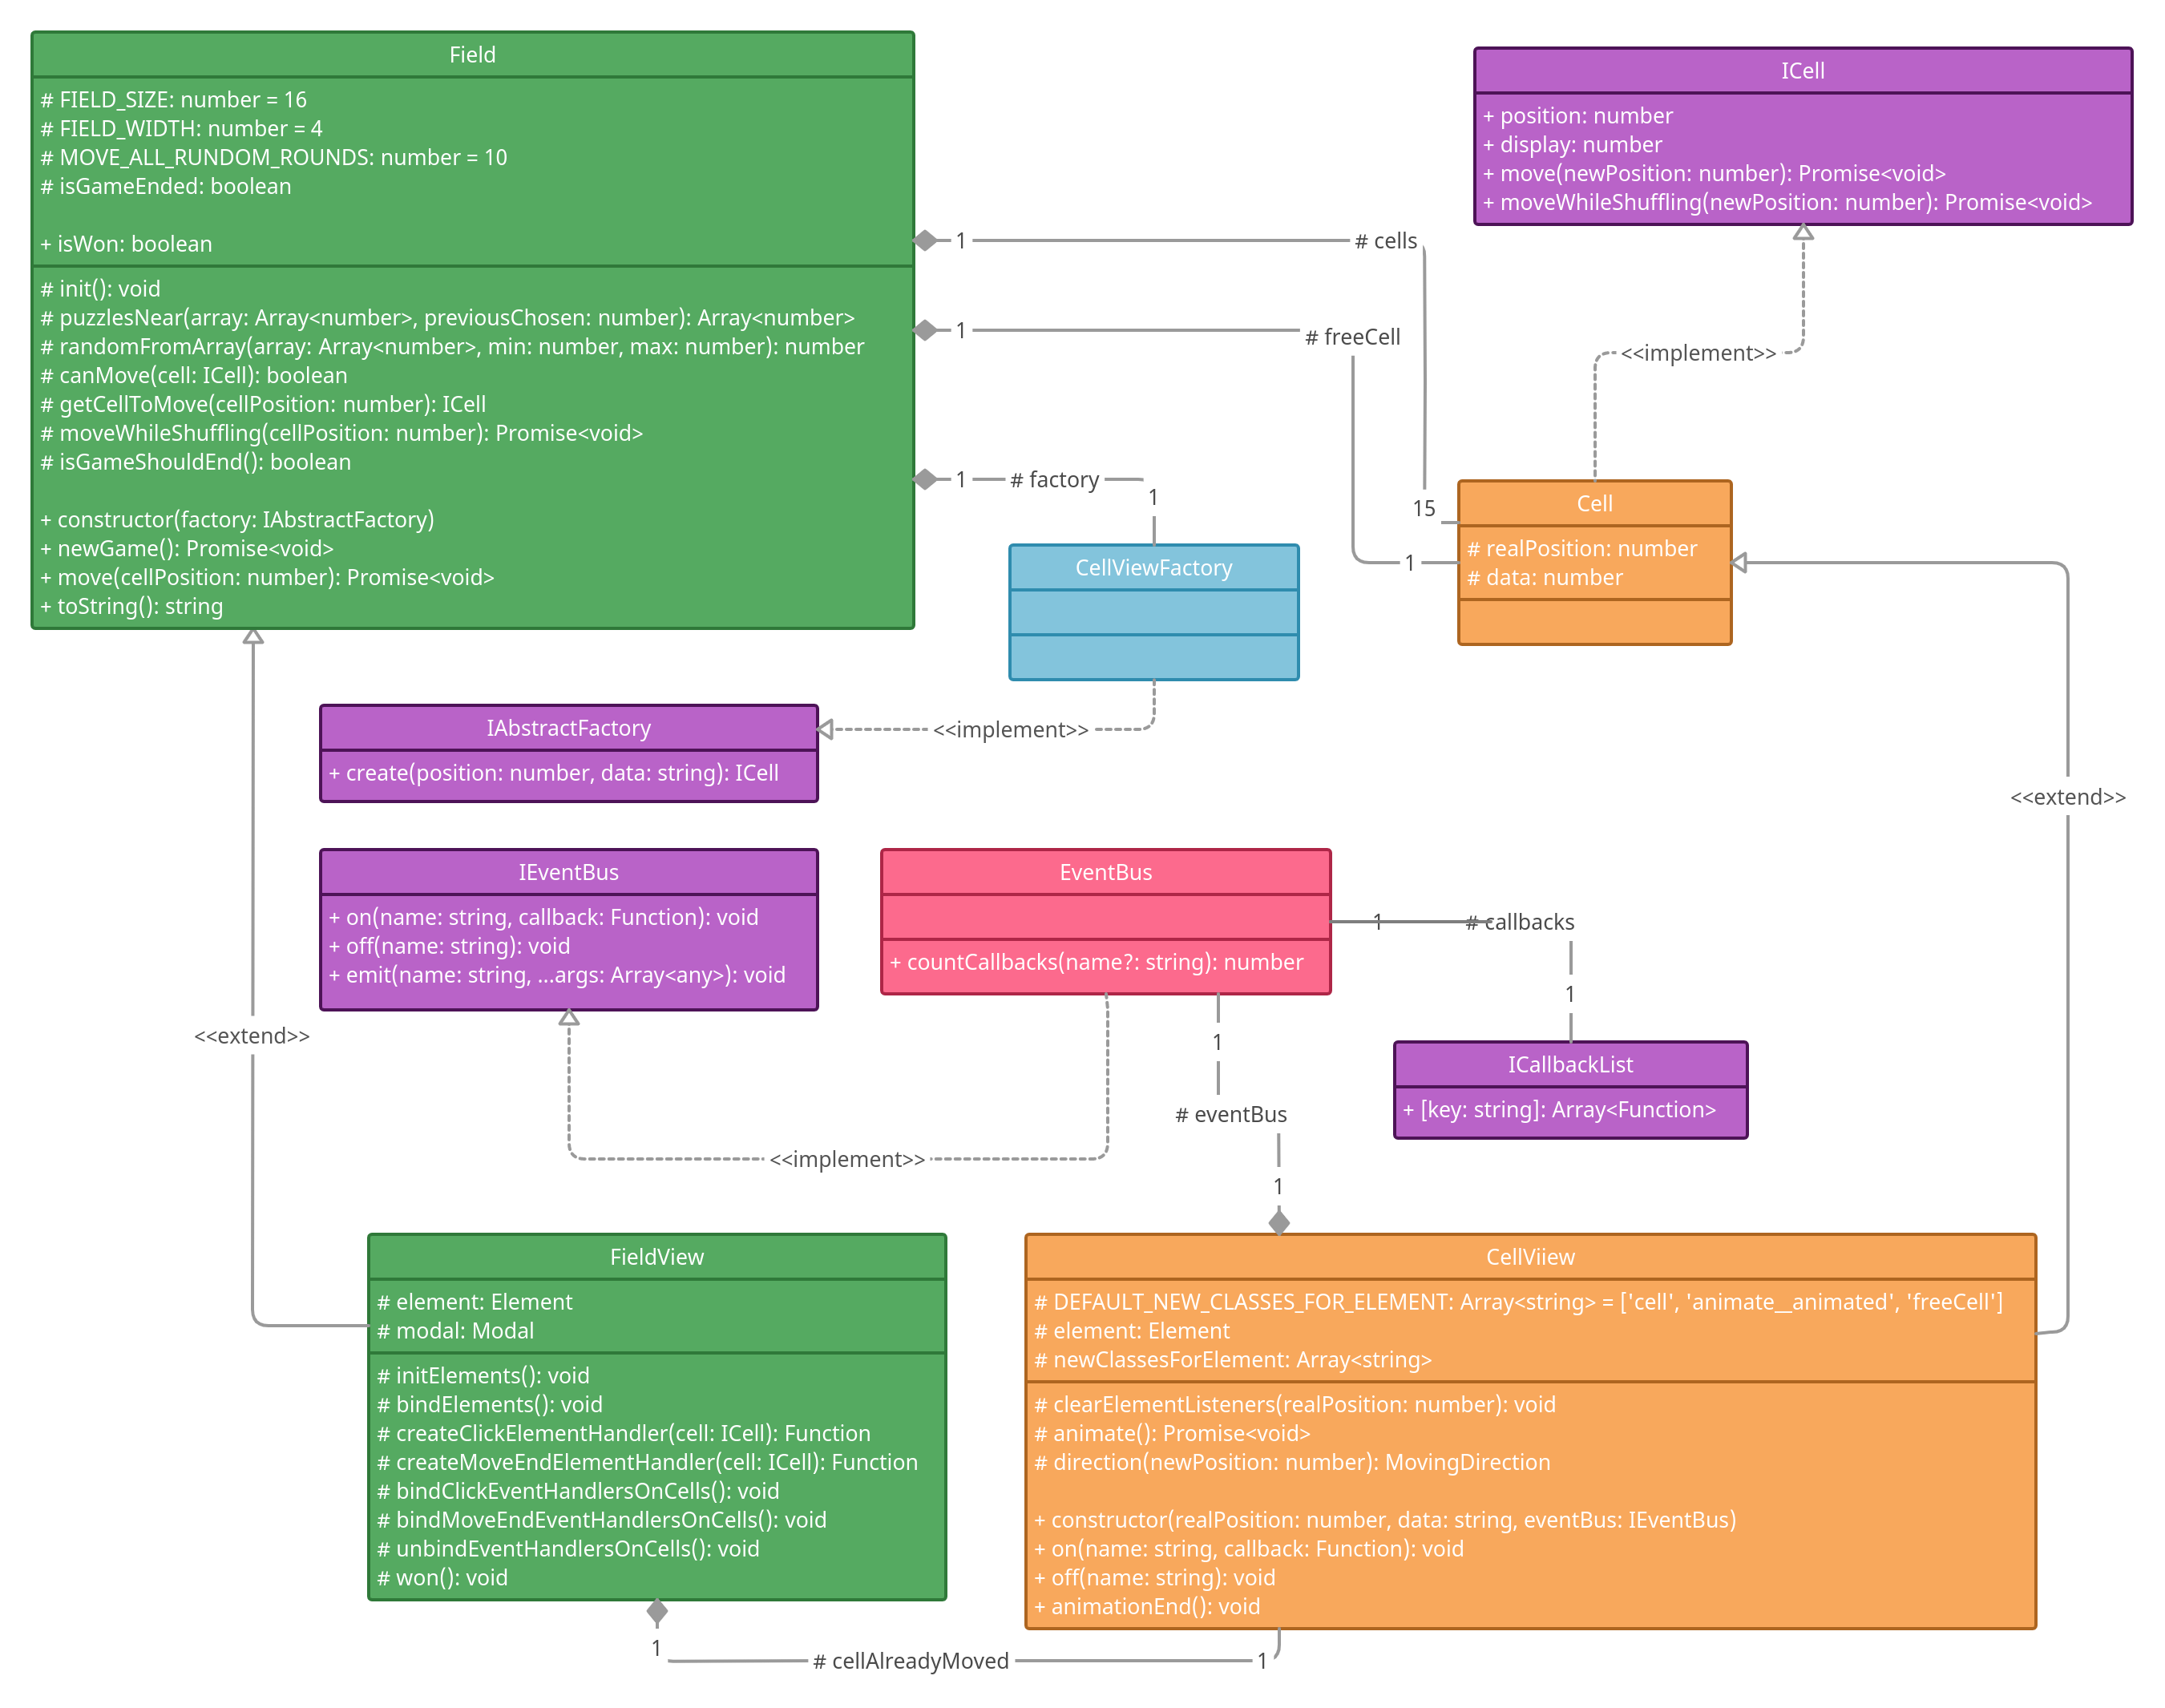 Field
# FIELD_SIZE: number = 16
# FIELD_WIDTH: number = 4
# MOVE_ALL_RUNDOM_ROUNDS: number = 10
# isGameEnded: boolean
+ isWon: boolean
# init(): void
# puzzlesNear(array: Array<number>, previousChosen: number): Array<number>
# randomFromArray(array: Array<number>, min: number, max: number): number
# canMove(cell: ICell): boolean
# getCellToMove(cellPosition: number): ICell
# moveWhileShuffling(cellPosition: number): Promise<void>
# isGameShouldEnd(): boolean
+ constructor(factory: IAbstractFactory)
+ newGame(): Promise<void>
+ move(cellPosition: number): Promise<void>
+ toString(): string
1
# cells
15
1
# freeCell
1
1
# factory
1
ICell
+ position: number
+ display: number
+ move(newPosition: number): Promise<void>
+ moveWhileShuffling(newPosition: number): Promise<void>
<<implement>>
Cell
# realPosition: number
# data: number
CellViewFactory
<<implement>>
IAbstractFactory
+ create(position: number, data: string): ICell
<<extend>>
IEventBus
+ on(name: string, callback: Function): void
+ off(name: string): void
+ emit(name: string, ...args: Array<any>): void
EventBus
+ countCallbacks(name?: string): number
1
# callbacks
1
ICallbackList
+ [key: string]: Array<Function>
<<extend>>
1
# eventBus
1
<<implement>>
FieldView
# element: Element
# modal: Modal
# initElements(): void
# bindElements(): void
# createClickElementHandler(cell: ICell): Function
# createMoveEndElementHandler(cell: ICell): Function
# bindClickEventHandlersOnCells(): void
# bindMoveEndEventHandlersOnCells(): void
# unbindEventHandlersOnCells(): void
# won(): void
CellViiew
# DEFAULT_NEW_CLASSES_FOR_ELEMENT: Array<string> = ['cell', 'animate__animated', 'freeCell']
# element: Element
# newClassesForElement: Array<string>
# clearElementListeners(realPosition: number): void
# animate(): Promise<void>
# direction(newPosition: number): MovingDirection
+ constructor(realPosition: number, data: string, eventBus: IEventBus)
+ on(name: string, callback: Function): void
+ off(name: string): void
+ animationEnd(): void
1
# cellAlreadyMoved
1